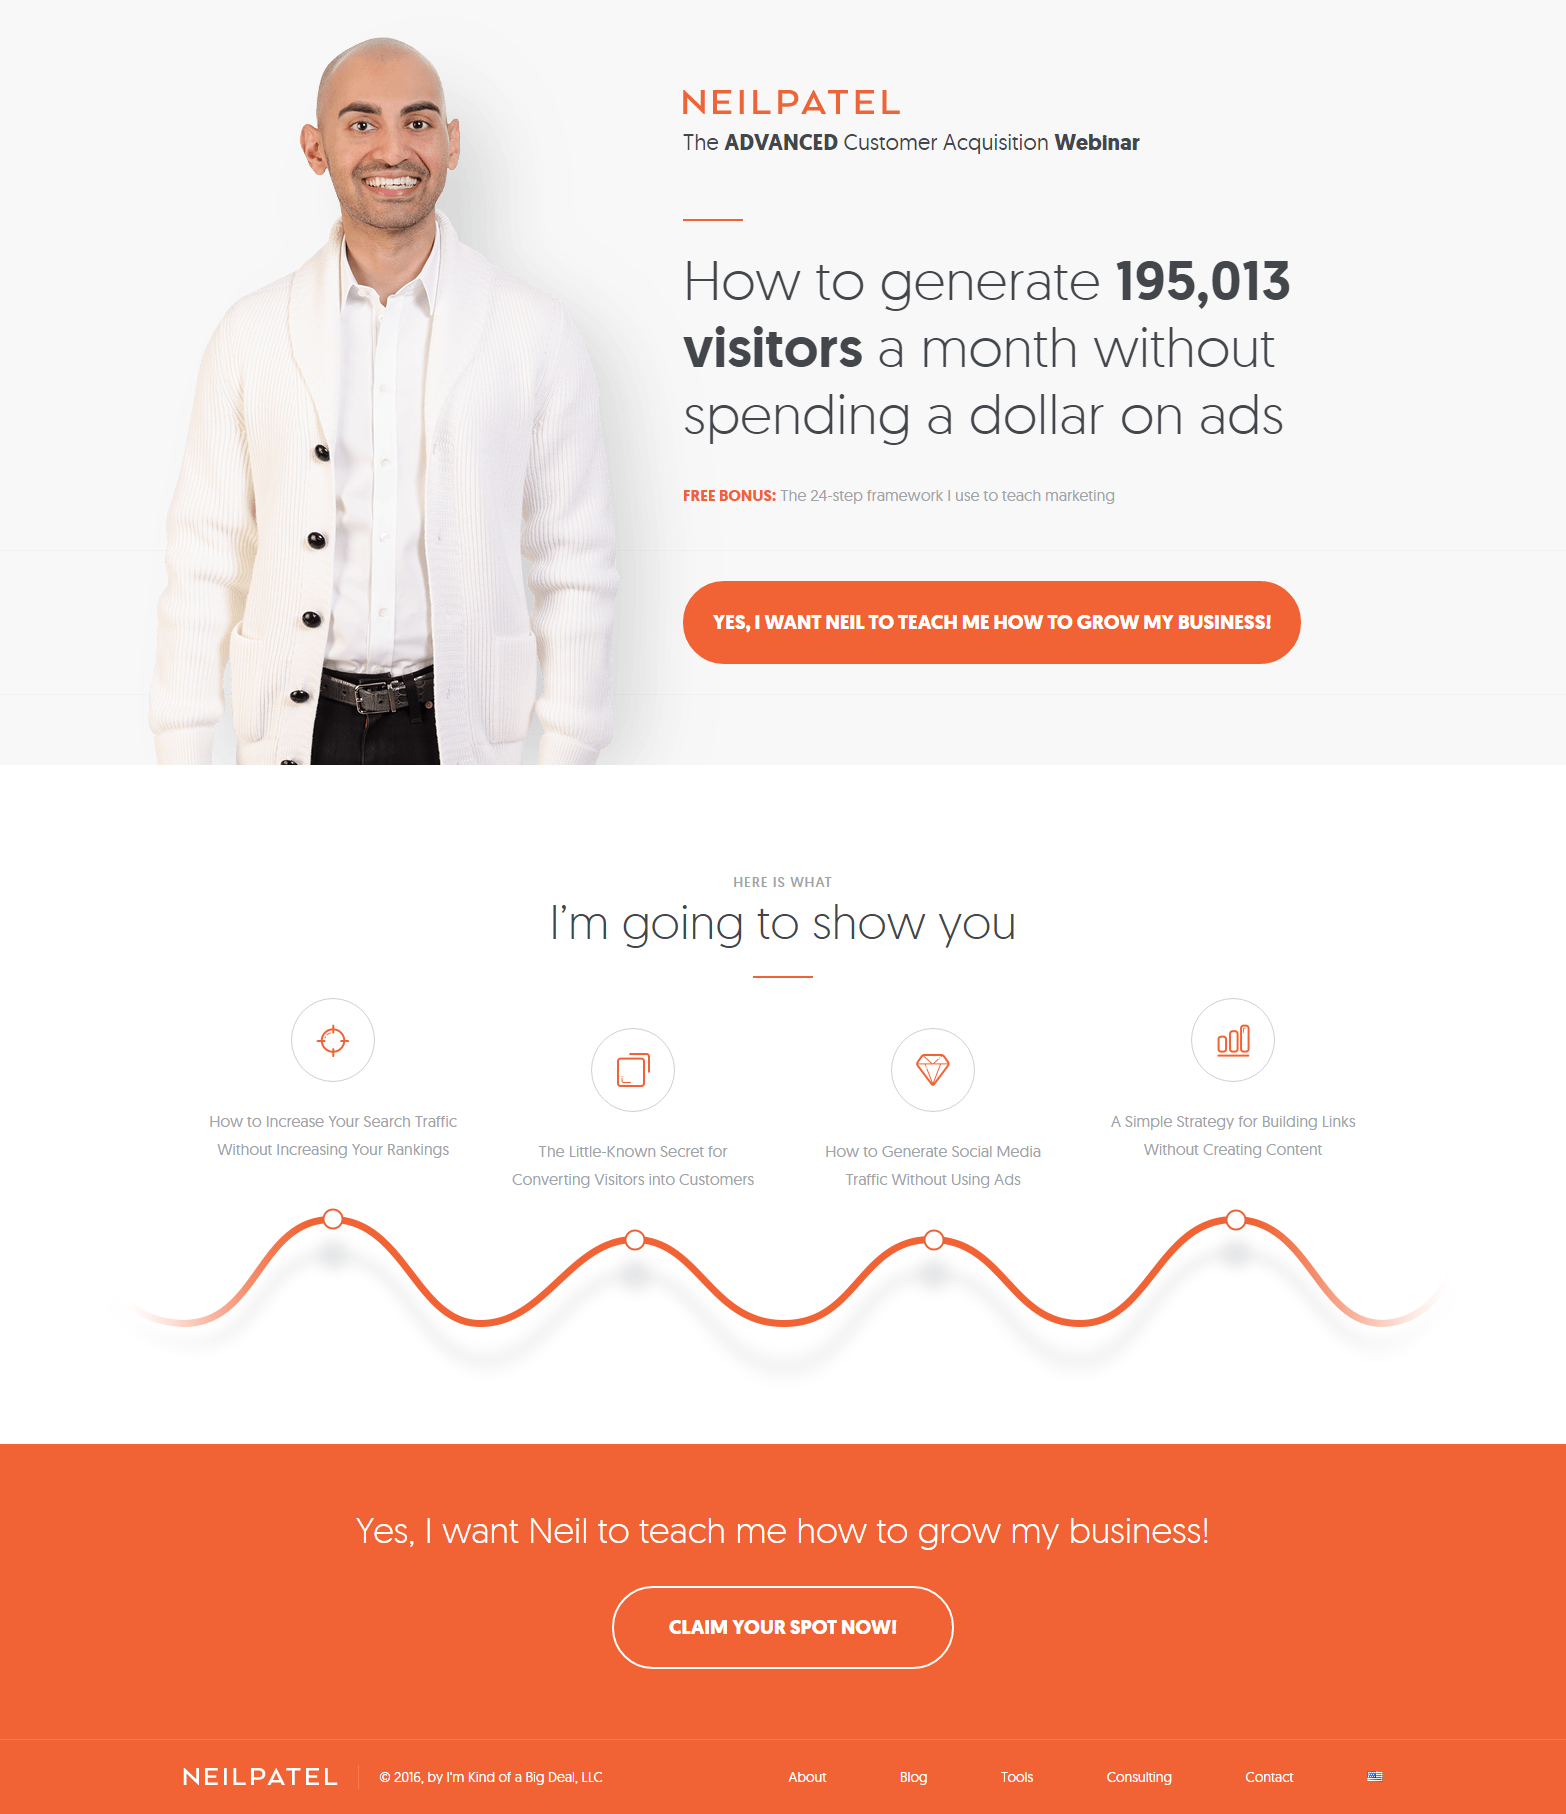 NEILPATEL
The ADVANCED Customer Acquisition Webinar
How to generate 195,013
visitors a month without
spending a dollar on ads
FREE BONUS: The 24-step framework I use to teach marketing
YES, I WANT NEIL TO TEACH ME HOW TO GROW MY BUSINESS!
HERE IS WHAT
I'm going to show you
How to Increase Your Search Traffic
Without Increasing Your Rankings
The Little-Known Secret for
Converting Visitors into Customers
How to Generate Social Media
Traffic Without Using Ads
A Simple Strategy for Building Links
Without Creating Content
Yes, I want Neil to teach me how to grow my business!
CLAIM YOUR SPOT NOW!
NEILPATEL
© 2016, by I'm Kind of a Big Deal, LLC
About
Blog
Tools
Consulting
Contact